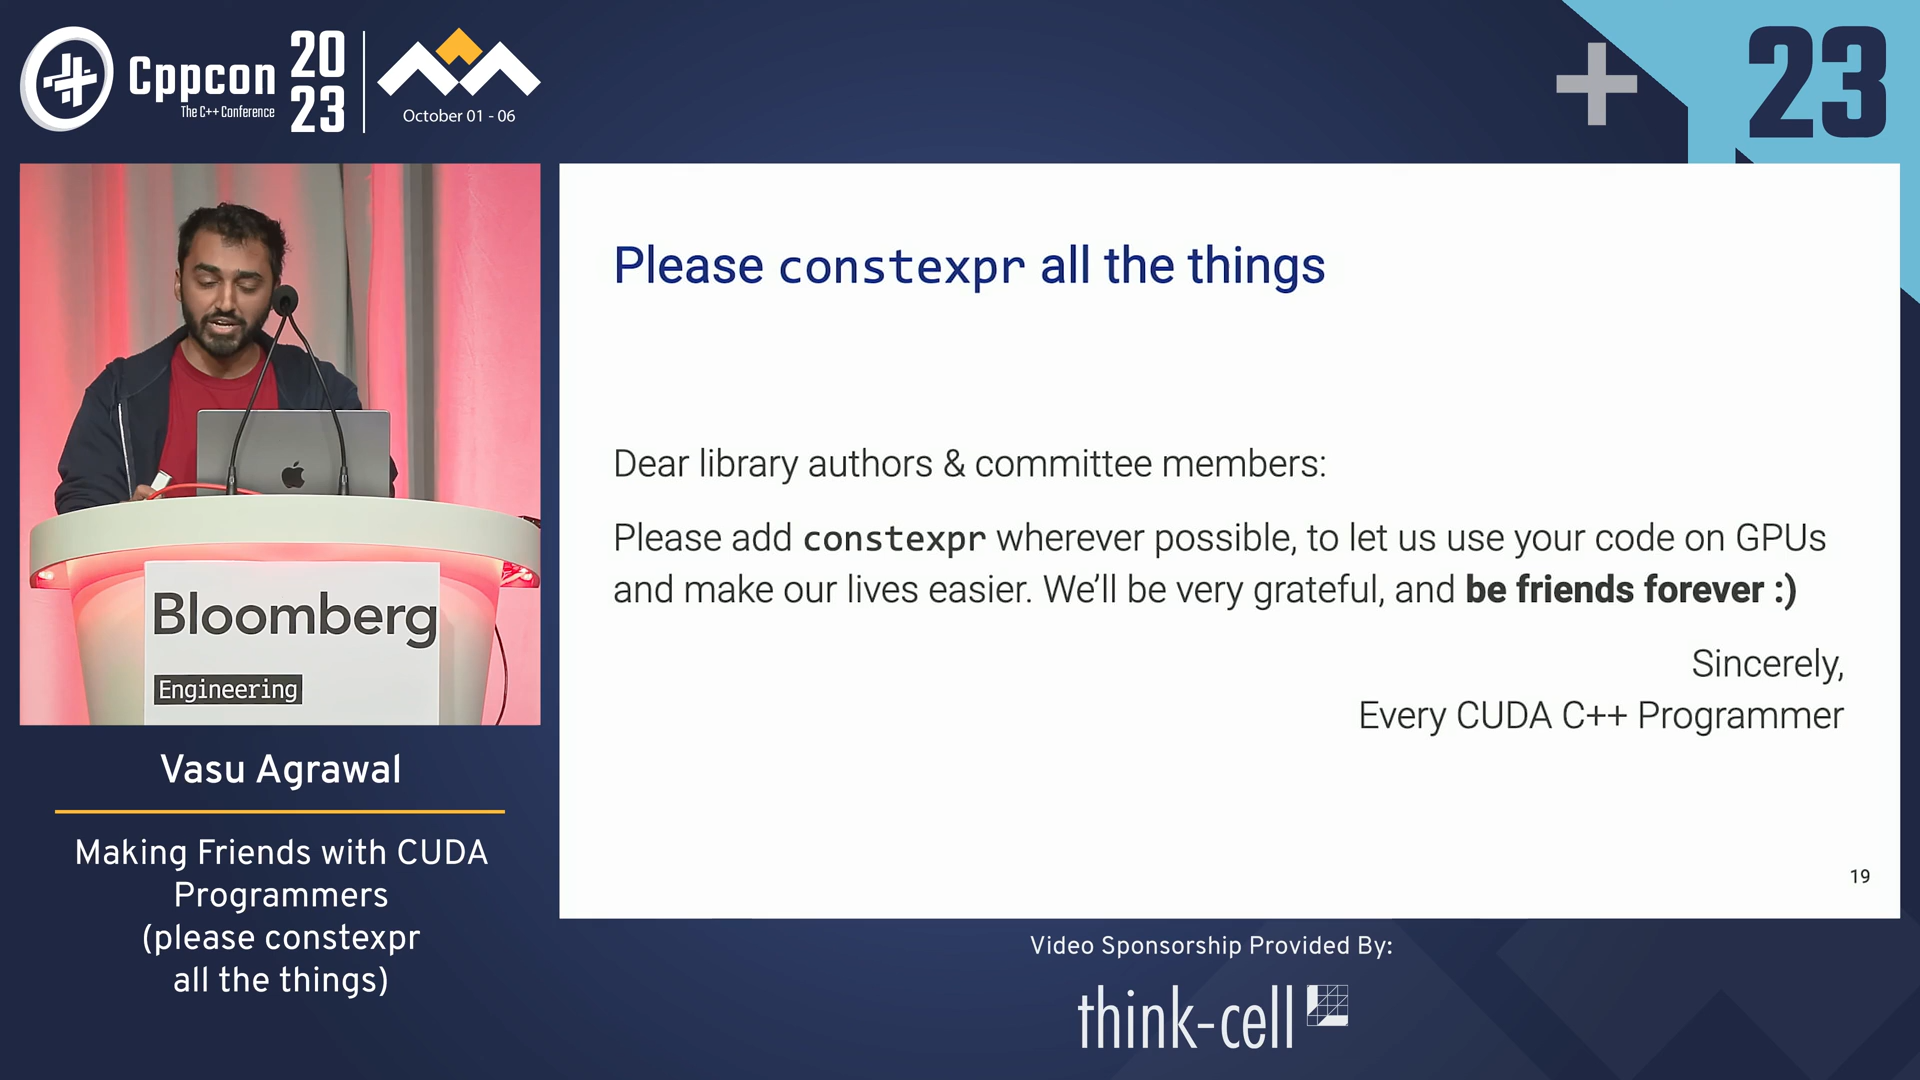 Cppcon
The C++ Conference
20
23
October 01 - 06
23
Please constexpr all the things
Dear library authors & committee members:
Please add constexpr wherever possible, to let us use your code on GPUs
and make our lives easier. We’ll be very grateful, and be friends forever :)
Sincerely,
Every CUDA C++ Programmer
19
Bloomberg
Engineering
Vasu Agrawal
Making Friends with CUDA
Programmers
(please constexpr
all the things)
Video Sponsorship Provided By:
think-cell